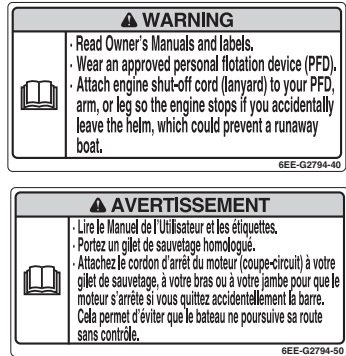 ⚠ WARNING
· Read Owner's Manuals and labels.
· Wear an approved personal flotation device (PFD).
· Attach engine shut-off cord (lanyard) to your PFD,
arm, or leg so the engine stops if you accidentally
leave the helm, which could prevent a runaway
boat.
6EE-G2794-40
⚠ AVERTISSEMENT
· Lire le Manuel de l'Utilisateur et les étiquettes.
· Portez un gilet de sauvetage homologué.
· Attachez le cordon d'arrêt du moteur (coupe-circuit) à votre
gilet de sauvetage, à votre bras ou à votre jambe pour que le
moteur s'arrête si vous quittez accidentellement la barre.
Cela permet d'éviter que le bateau ne poursuive sa route
sans contrôle.
6EE-G2794-50